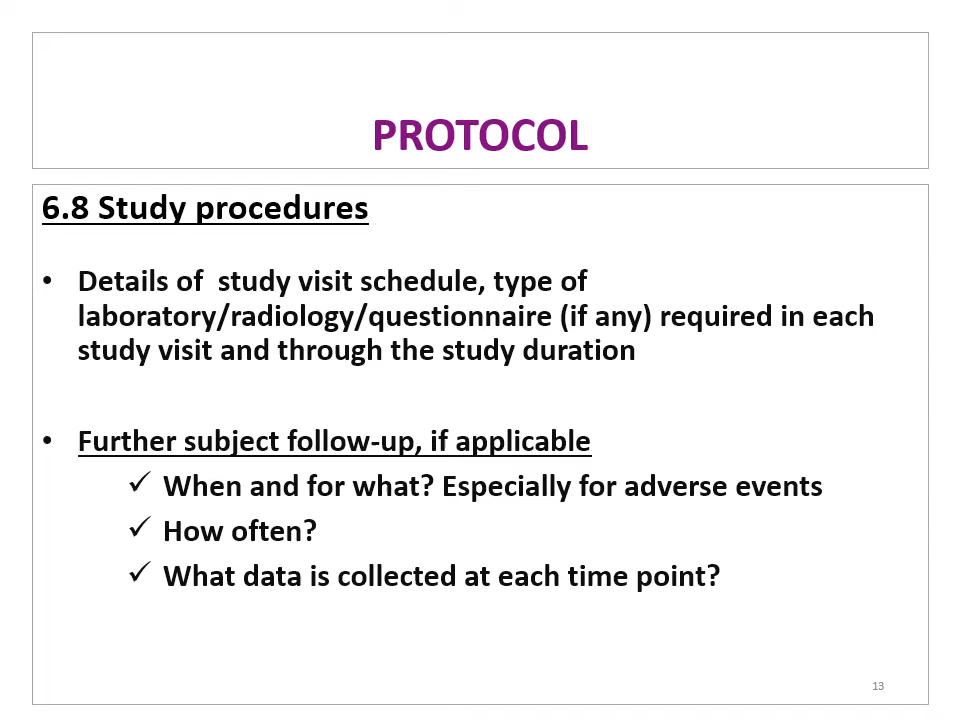 PROTOCOL
6.8 Study procedures
• Details of  study visit schedule, type of
laboratory/radiology/questionnaire (if any) required in each
study visit and through the study duration
• Further subject follow-up, if applicable
✓ When and for what? Especially for adverse events
✓ How often?
✓ What data is collected at each time point?
13